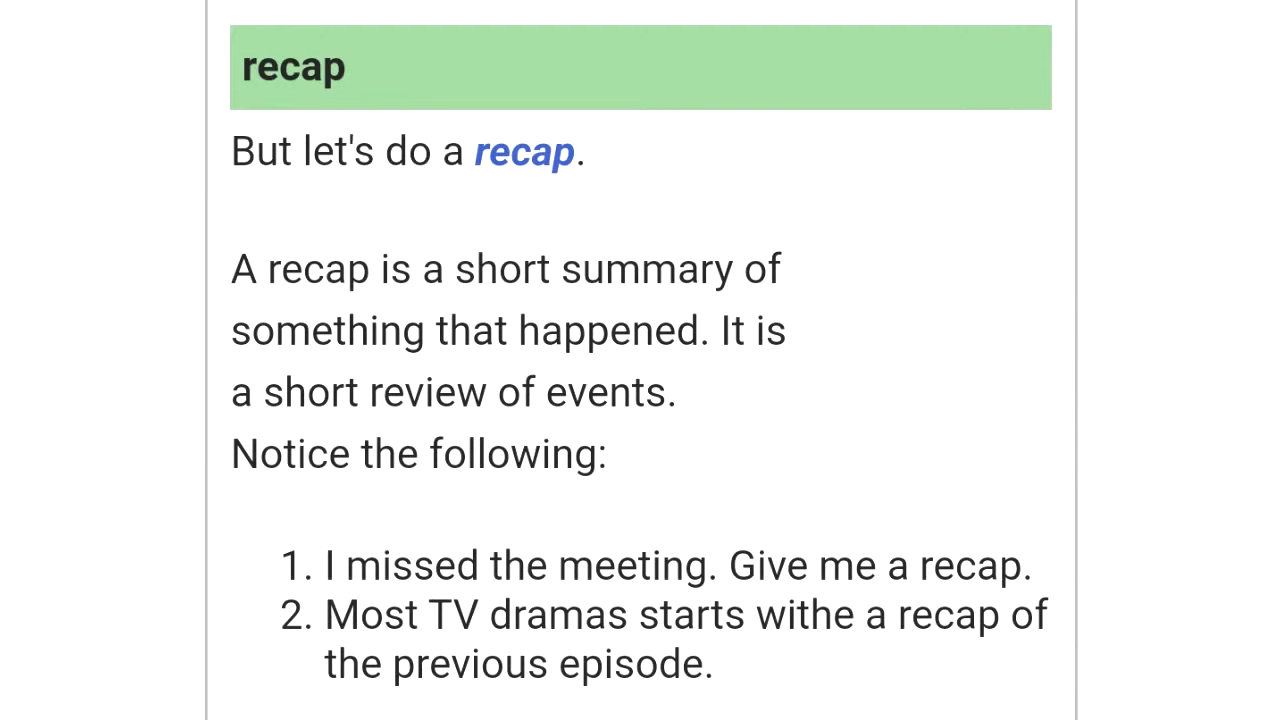 recap
But let's do a recap.
A recap is a short summary of
something that happened. It is
a short review of events.
Notice the following:
1. I missed the meeting. Give me a recap.
2. Most TV dramas starts withe a recap of
the previous episode.